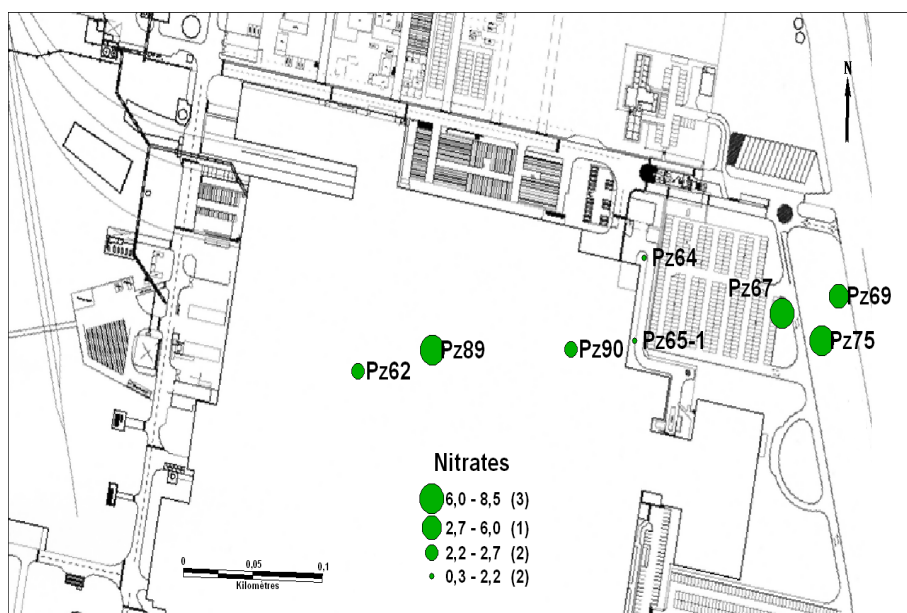 N
Pz64
Pz67
Pz69
Pz65-1
Pz75
Pz90
Pz89
Pz62
Nitrates
6,0 - 8,5 (3)
2,7 - 6,0 (1)
2,2 - 2,7 (2)
0,3 - 2,2 (2)
0 0,05 0,1
Kilomètres